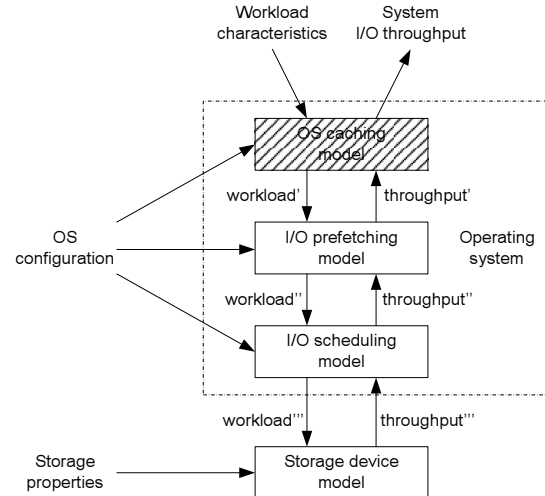 Workload
characteristics
System
I/O throughput
OS caching
model
workload'
throughput'
OS
configuration
I/O prefetching
model
Operating
system
workload''
throughput''
I/O scheduling
model
workload'''
throughput'''
Storage
properties
Storage device
model